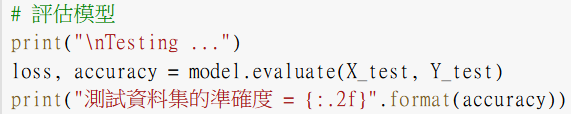 # 評估模型
print("\nTesting ...")
loss, accuracy = model.evaluate(X_test, Y_test)
print("測試資料集的準確度 = {:.2f}".format(accuracy))